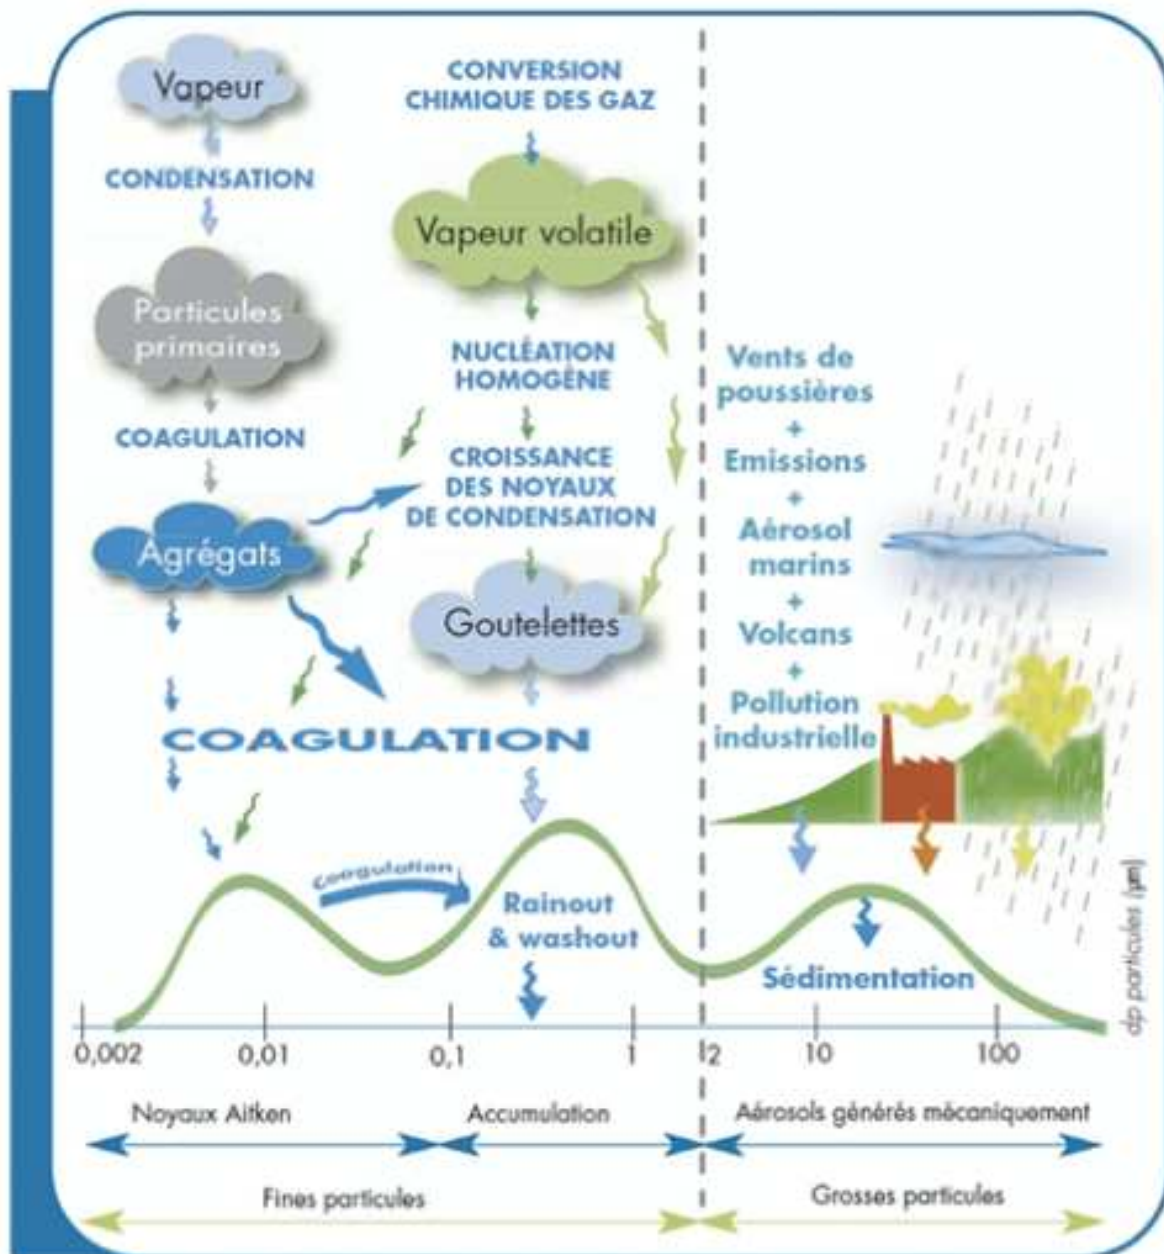 Vapeur
CONDENSATION
Particules
primaires
COAGULATION
Agrégats
CONVERSION
CHIMIQUE DES GAZ
Vapeur volatile
NUCLÉATION
HOMOGÈNE
CROISSANCE
DES NOYAUX
DE CONDENSATION
Goutelettes
COAGULATION
Coagulation
Rainout
& washout
Vents de
poussières
+
Emissions
+
Aérosol
marins
+
Volcans
+
Pollution
industrielle
Sédimentation
dp particules (µm)
0,002
0,01
0,1
1
2
10
100
Noyaux Aitken
Accumulation
Aérosols générés mécaniquement
Fines particules
Grosses particules